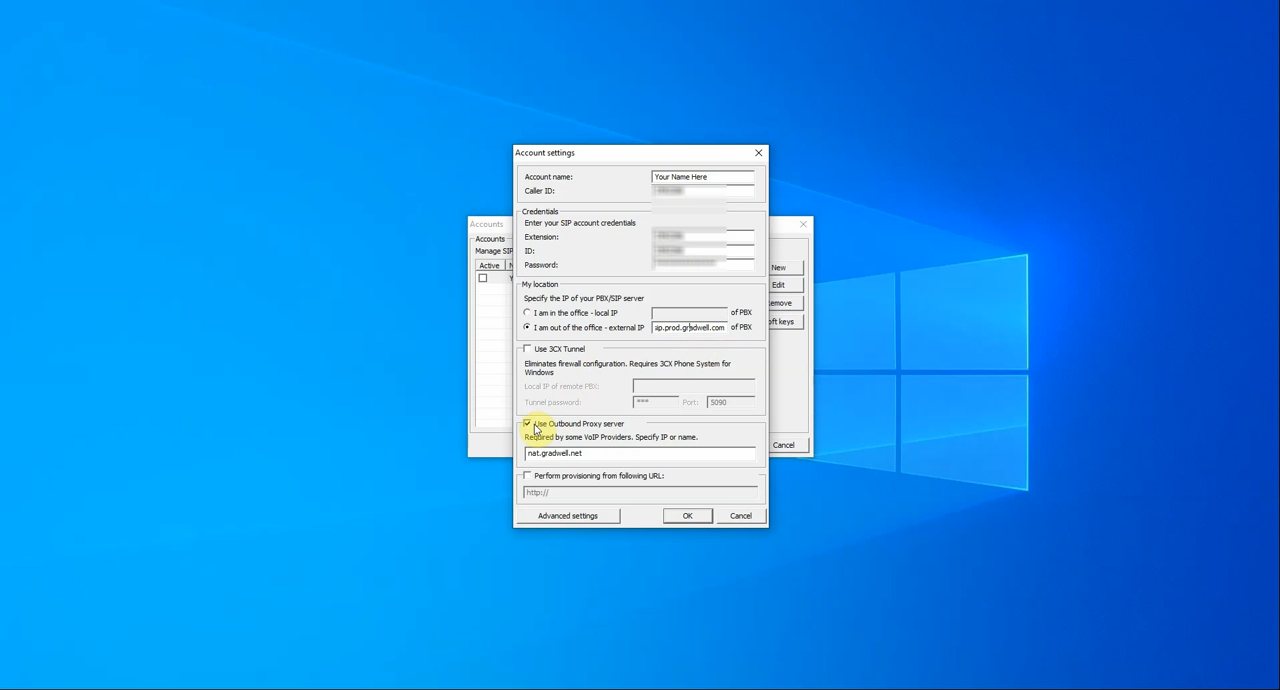 Account settings
Account name: Your Name Here
Caller ID:
Credentials
Enter your SIP account credentials
Extension:
ID:
Password:
My location
Specify the IP of your PBX/SIP server
I am in the office - local IP of PBX
I am out of the office - external IP sip.prod.gradwell.com of PBX
Use 3CX Tunnel
Eliminates firewall configuration. Requires 3CX Phone System for
Windows
Local IP of remote PBX:
Tunnel password: *** Port: 5090
Use Outbound Proxy server
Required by some VoIP Providers. Specify IP or name.
nat.gradwell.net
Perform provisioning from following URL:
http://
Advanced settings OK Cancel
Accounts
Accounts
Manage SIP
Active
New
Edit
emove
oft keys
Cancel